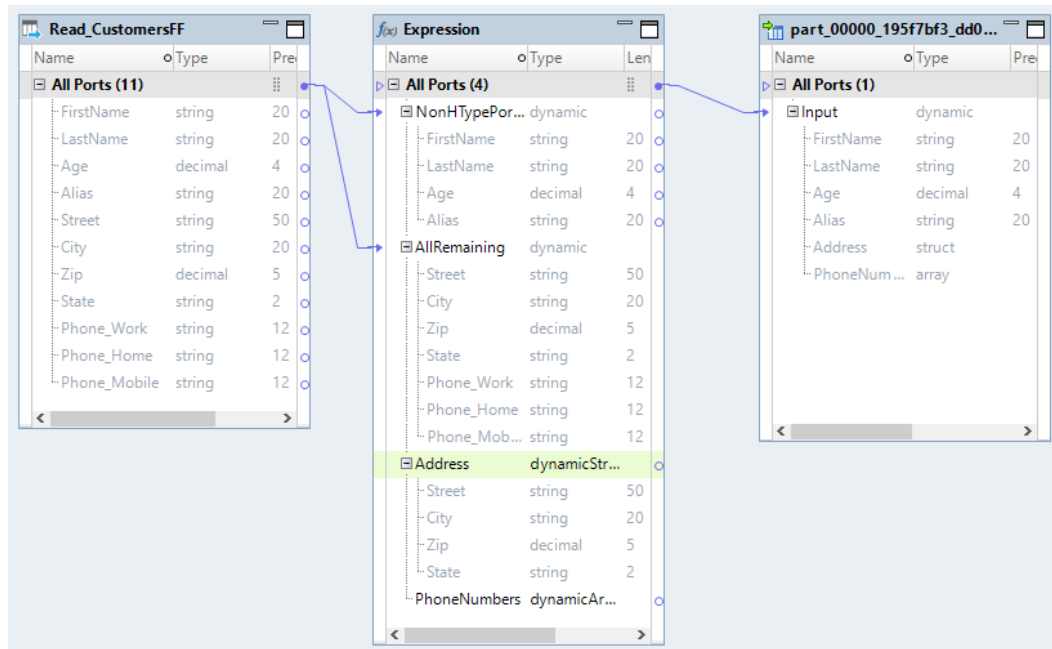 Read_CustomersFF
Name Type Pre
All Ports (11)
FirstName string 20
LastName string 20
Age decimal 4
Alias string 20
Street string 50
City string 20
Zip decimal 5
State string 2
Phone_Work string 12
Phone_Home string 12
Phone_Mobile string 12
f(x) Expression
Name Type Len
All Ports (4)
NonHTypePor... dynamic
FirstName string 20
LastName string 20
Age decimal 4
Alias string 20
AllRemaining dynamic
Street string 50
City string 20
Zip decimal 5
State string 2
Phone_Work string 12
Phone_Home string 12
Phone_Mob... string 12
Address dynamicStr...
Street string 50
City string 20
Zip decimal 5
State string 2
PhoneNumbers dynamicAr...
part_00000_195f7bf3_dd0...
Name Type Pre
All Ports (1)
Input dynamic
FirstName string 20
LastName string 20
Age decimal 4
Alias string 20
Address struct
PhoneNum... array